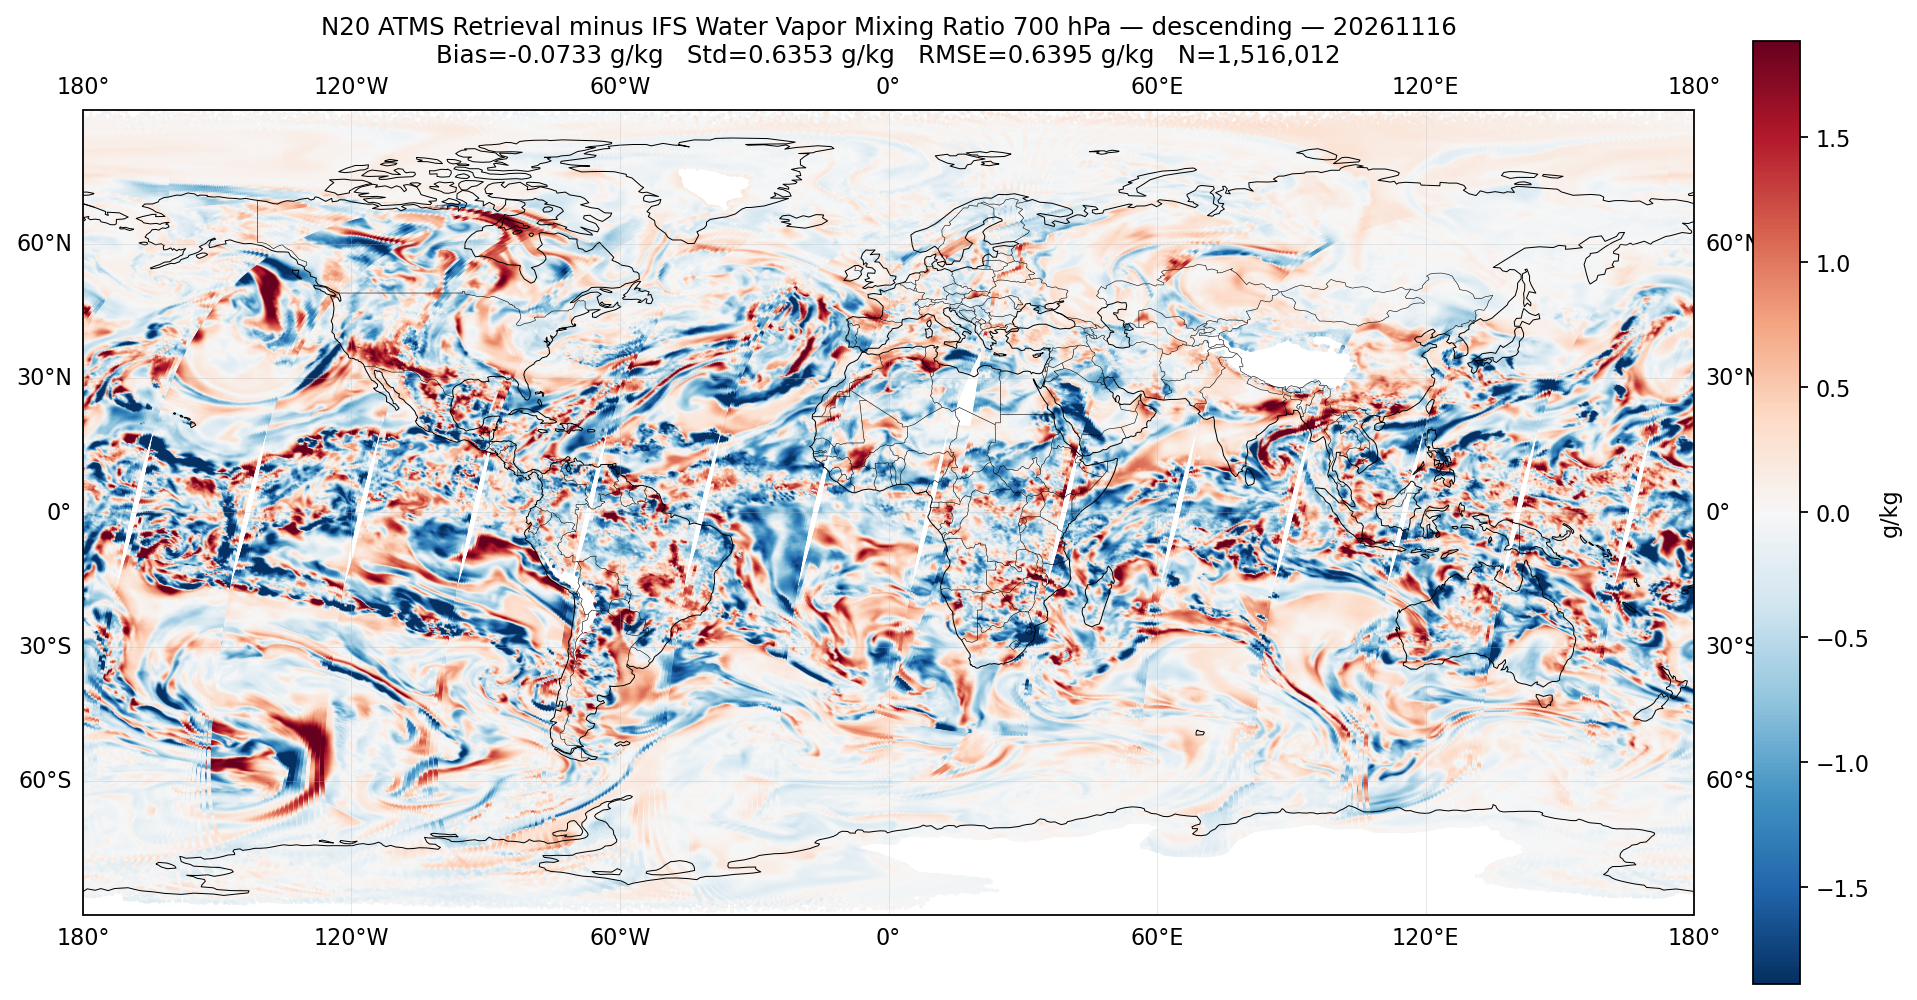 N20 ATMS Retrieval minus IFS Water Vapor Mixing Ratio 700 hPa — descending — 20261116
Bias=-0.0733 g/kg   Std=0.6353 g/kg   RMSE=0.6395 g/kg   N=1,516,012
180° 120°W 60°W 0° 60°E 120°E 180°
60°N 60°N
30°N 30°N
0° 0°
30°S 30°S
60°S 60°S
180° 120°W 60°W 0° 60°E 120°E 180°
1.5
1.0
0.5
0.0
−0.5
−1.0
−1.5
g/kg